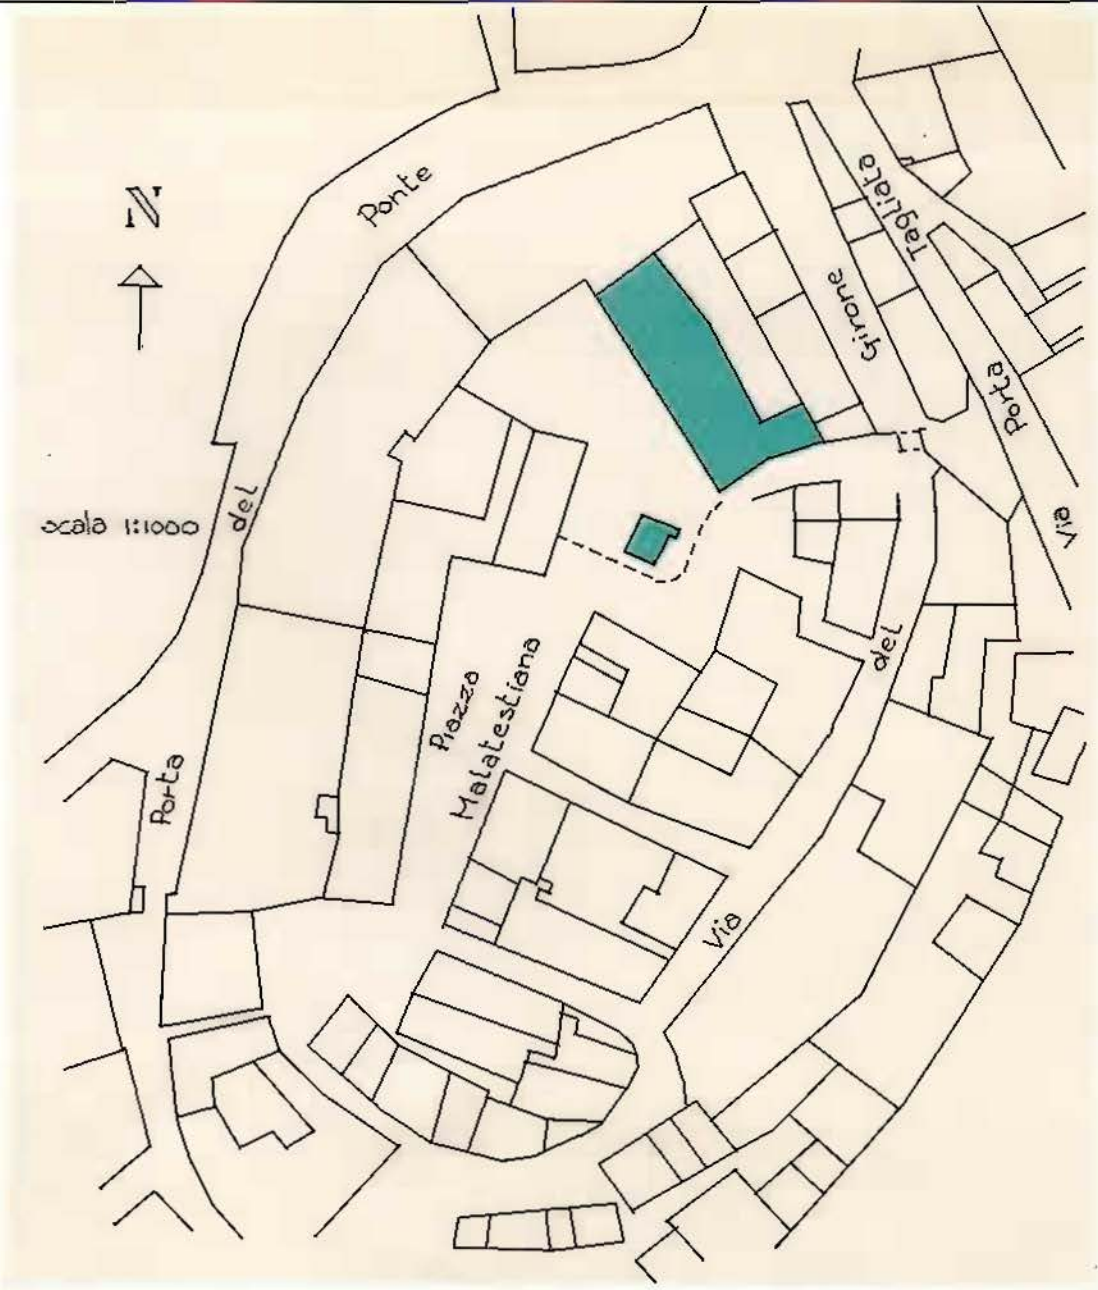 N
Ponte
Tagliata
Girone
Porta
Via
scala 1:1000
del
del
Piazza
Malatestiana
Porta
Via